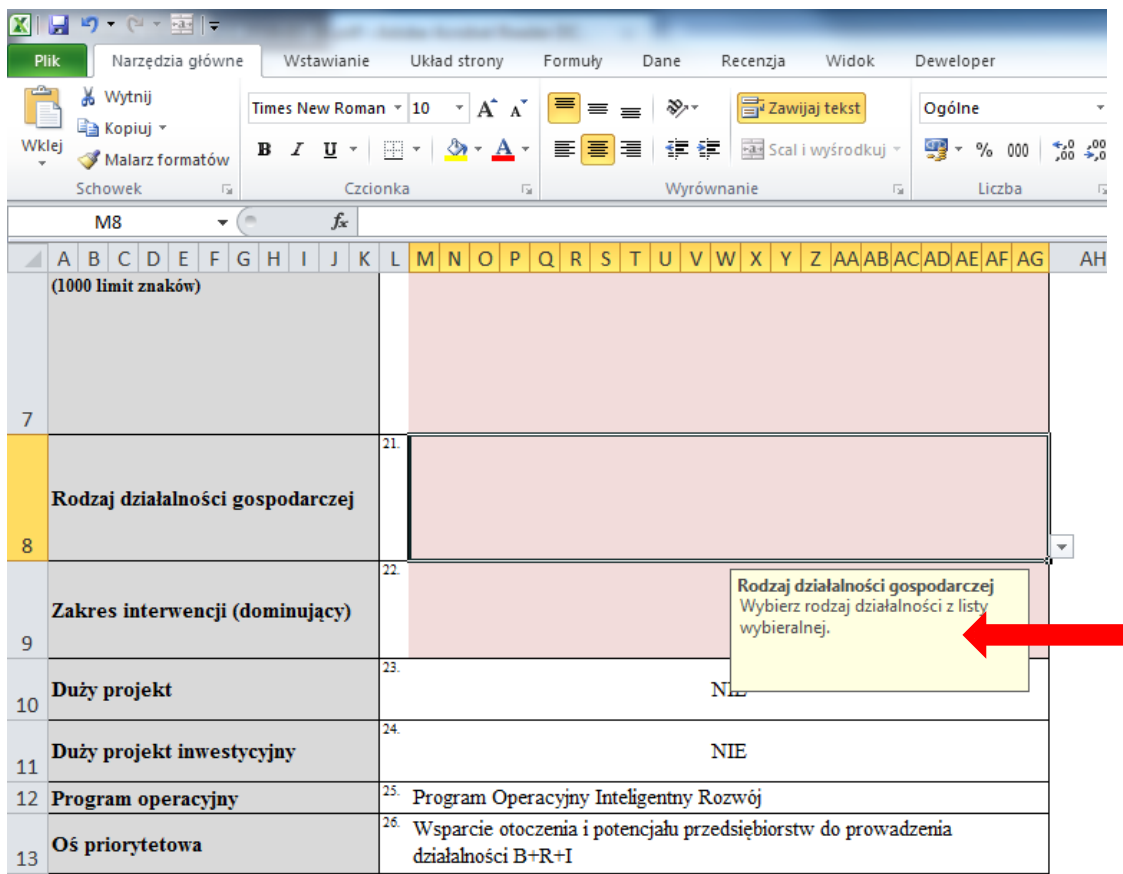 Plik Narzędzia główne Wstawianie Układ strony Formuły Dane Recenzja Widok Deweloper
Wytnij
Kopiuj
Malarz formatów
Wklej
Times New Roman 10
B I U
A A
A
Zawijaj tekst
Scal i wyśrodkuj
Ogólne
% 000 ,00 ,00
Schowek Czcionka Wyrównanie Liczba
M8 fx
A B C D E F G H I J K L M N O P Q R S T U V W X Y Z AA AB AC AD AE AF AG AH
(1000 limit znaków)
7
21.
Rodzaj działalności gospodarczej
8
22.
Zakres interwencji (dominujący)
9
Rodzaj działalności gospodarczej
Wybierz rodzaj działalności z listy
wybieralnej.
23.
10 Duży projekt NIE
24.
11 Duży projekt inwestycyjny NIE
12 Program operacyjny 25. Program Operacyjny Inteligentny Rozwój
26. Wsparcie otoczenia i potencjału przedsiębiorstw do prowadzenia
13 Oś priorytetowa
działalności B+R+I